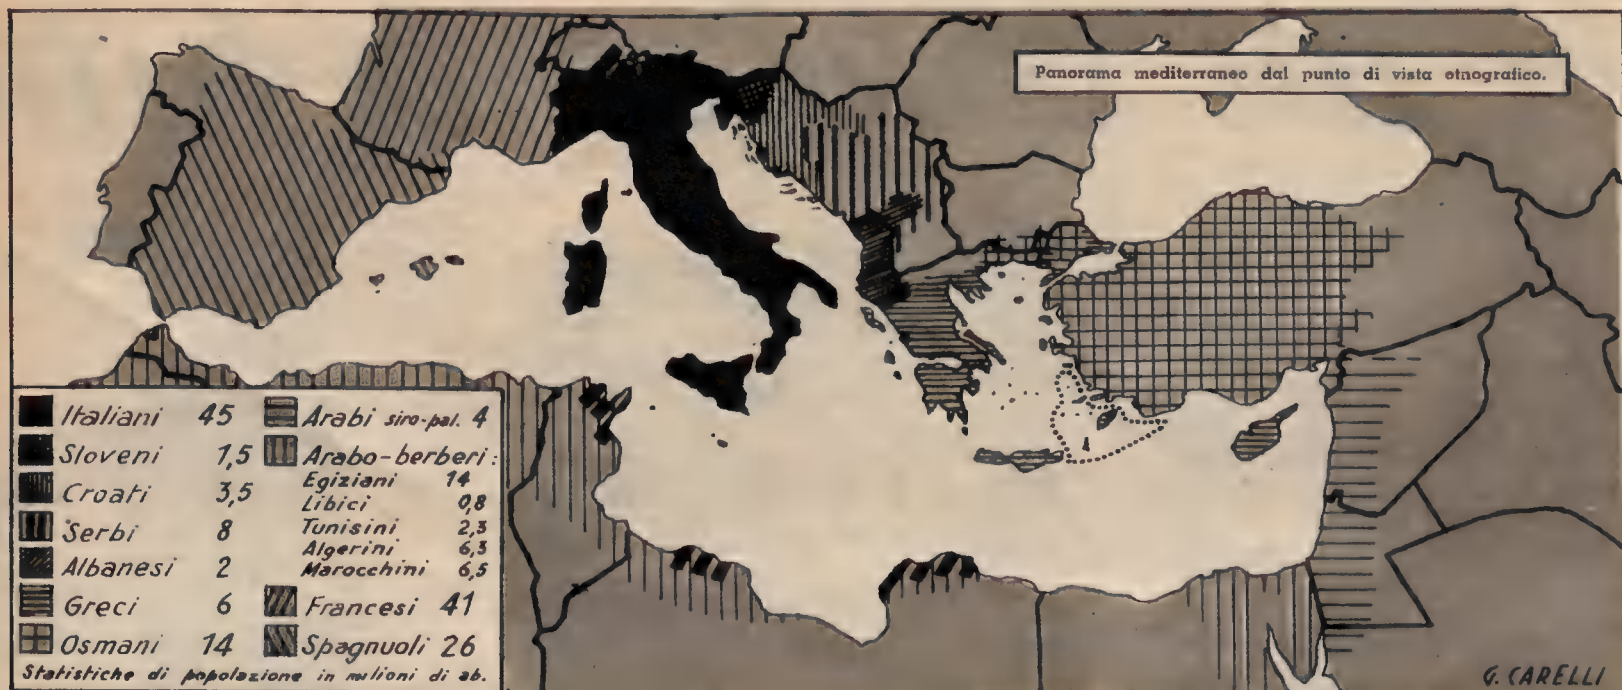 Panorama mediterraneo dal punto di vista etnografico.
Italiani 45
Sloveni 1,5
Croati 3,5
Serbi 8
Albanesi 2
Greci 6
Osmani 14
Arabi siro-pal. 4
Arabo-berberi:
Egiziani 14
Libici 0,8
Tunisini 2,3
Algerini 6,3
Marocchini 6,5
Francesi 41
Spagnuoli 26
Statistiche di popolazione in milioni di ab.
G. CARELLI